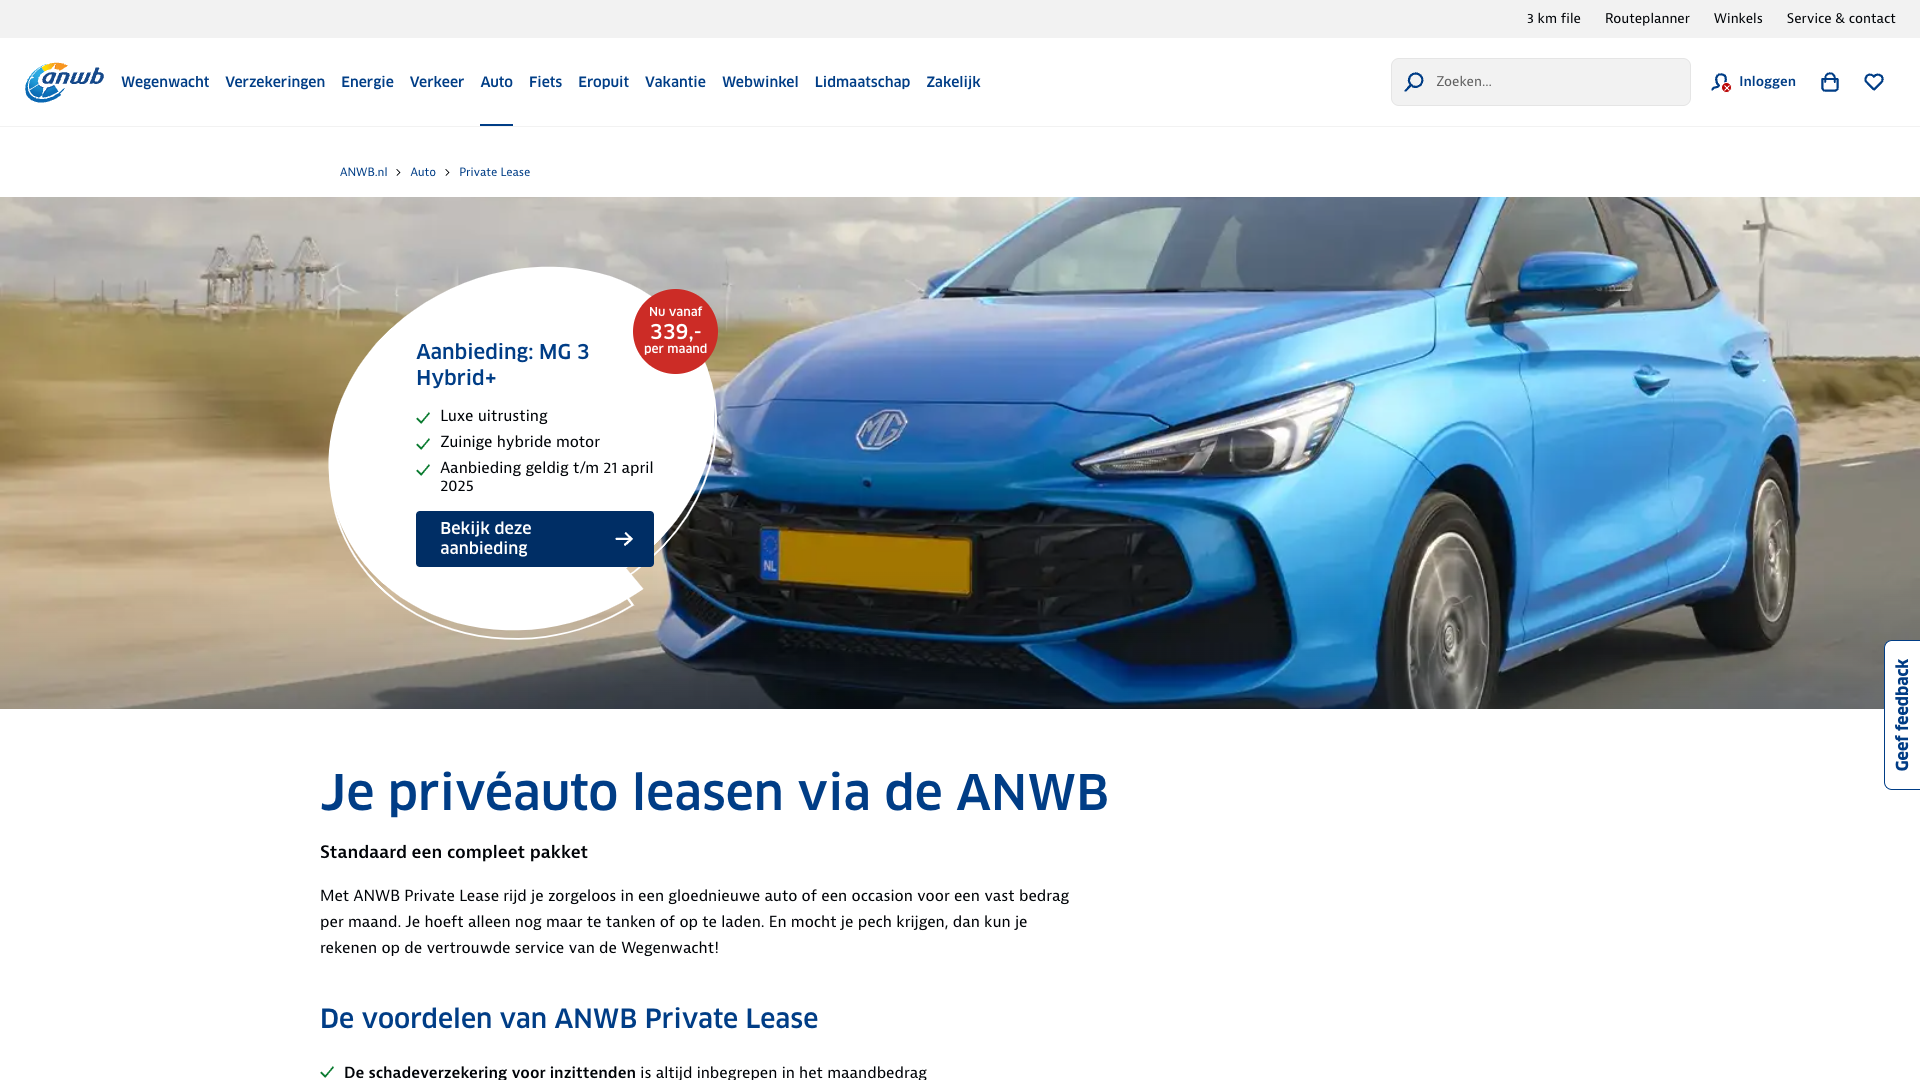 3 km file Routeplanner Winkels Service & contact
anwb Wegenwacht Verzekeringen Energie Verkeer Auto Fiets Eropuit Vakantie Webwinkel Lidmaatschap Zakelijk Zoeken... Inloggen
ANWB.nl > Auto > Private Lease
Nu vanaf
339,-
per maand
Aanbieding: MG 3
Hybrid+
Luxe uitrusting
Zuinige hybride motor
Aanbieding geldig t/m 21 april
2025
Bekijk deze
aanbieding
MG
NL
Geef feedback
Je privéauto leasen via de ANWB
Standaard een compleet pakket
Met ANWB Private Lease rijd je zorgeloos in een gloednieuwe auto of een occasion voor een vast bedrag
per maand. Je hoeft alleen nog maar te tanken of op te laden. En mocht je pech krijgen, dan kun je
rekenen op de vertrouwde service van de Wegenwacht!
De voordelen van ANWB Private Lease
De schadeverzekering voor inzittenden is altijd inbegrepen in het maandbedrag